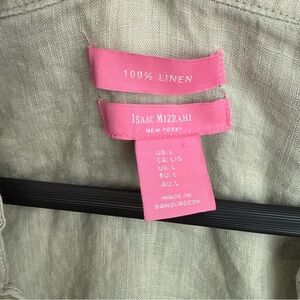 100% LINEN
ISAAC MIZRAHI
NEW YORK
US: L
CA: L/G
UK: L
EU: L
AU: L
MADE IN
BANGLADESH